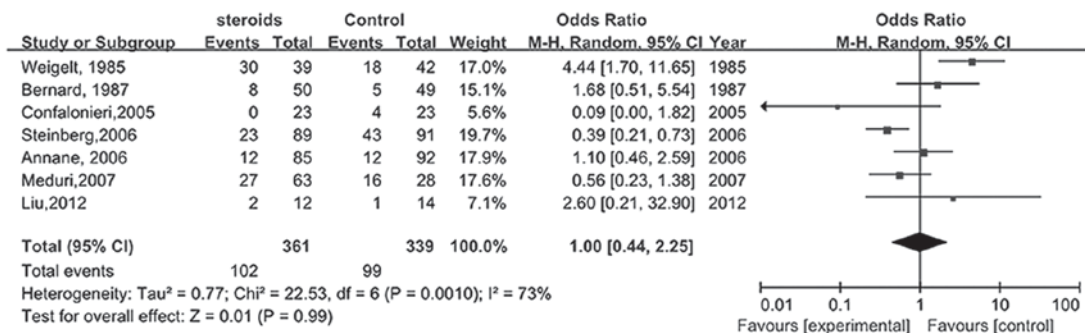 steroids Control Odds Ratio Odds Ratio
Study or Subgroup Events Total Events Total Weight M-H, Random, 95% CI Year M-H, Random, 95% CI
Weigelt, 1985 30 39 18 42 17.0% 4.44 [1.70, 11.65] 1985
Bernard, 1987 8 50 5 49 15.1% 1.68 [0.51, 5.54] 1987
Confalonieri,2005 0 23 4 23 5.6% 0.09 [0.00, 1.82] 2005
Steinberg,2006 23 89 43 91 19.7% 0.39 [0.21, 0.73] 2006
Annane, 2006 12 85 12 92 17.9% 1.10 [0.46, 2.59] 2006
Meduri,2007 27 63 16 28 17.6% 0.56 [0.23, 1.38] 2007
Liu,2012 2 12 1 14 7.1% 2.60 [0.21, 32.90] 2012
Total (95% CI) 361 339 100.0% 1.00 [0.44, 2.25]
Total events 102 99
Heterogeneity: Tau² = 0.77; Chi² = 22.53, df = 6 (P = 0.0010); I² = 73%
Test for overall effect: Z = 0.01 (P = 0.99)
0.01 0.1 1 10 100
Favours [experimental] Favours [control]